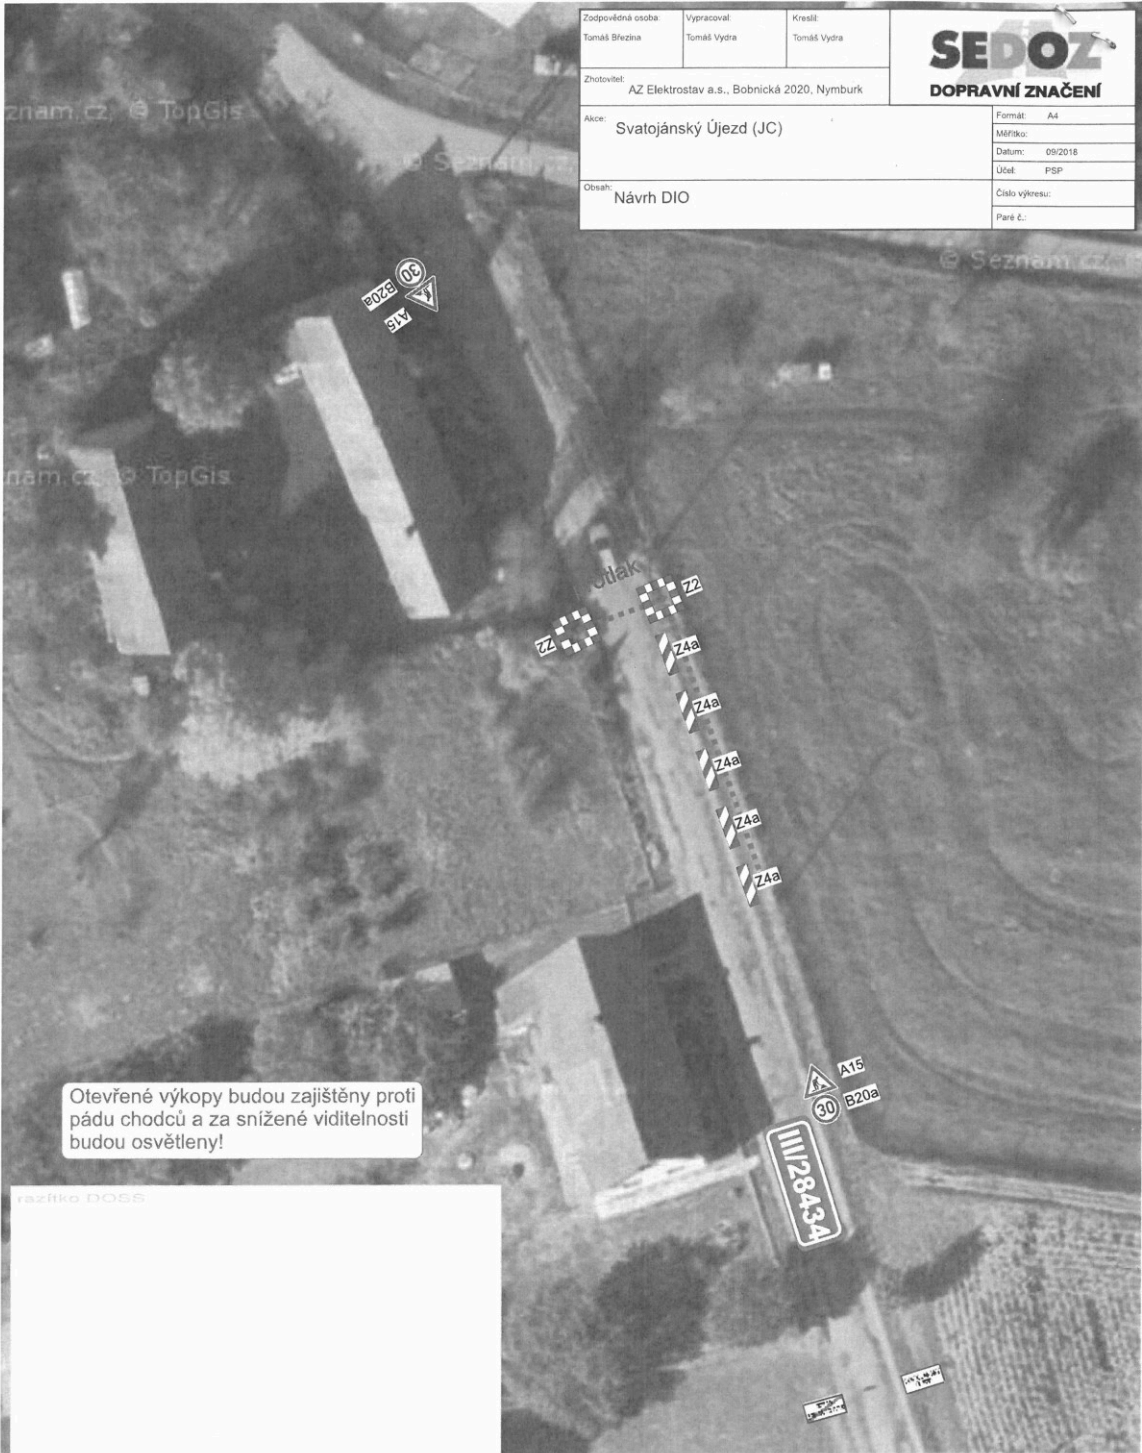 Zodpovědná osoba:
Tomáš Březina
Vypracoval:
Tomáš Vydra
Kreslil:
Tomáš Vydra
SEDOZ
DOPRAVNÍ ZNAČENÍ
Zhotovitel:
AZ Elektrostav a.s., Bobnická 2020, Nymburk
Akce:
Svatojánský Újezd (JC)
Formát: A4
Měřítko:
Datum: 09/2018
Účel: PSP
Obsah:
Návrh DIO
Číslo výkresu:
Paré č.:
znam.cz, © TopGis
© Seznam.cz,
© Seznam.cz,
30
B20a
A15
nam.cz, © TopGis
otlak
Z2
Z2
Z4a
Z4a
Z4a
Z4a
Z4a
A15
30
B20a
III/28434
Otevřené výkopy budou zajištěny proti
pádu chodců a za snížené viditelnosti
budou osvětleny!
razítko DOSS